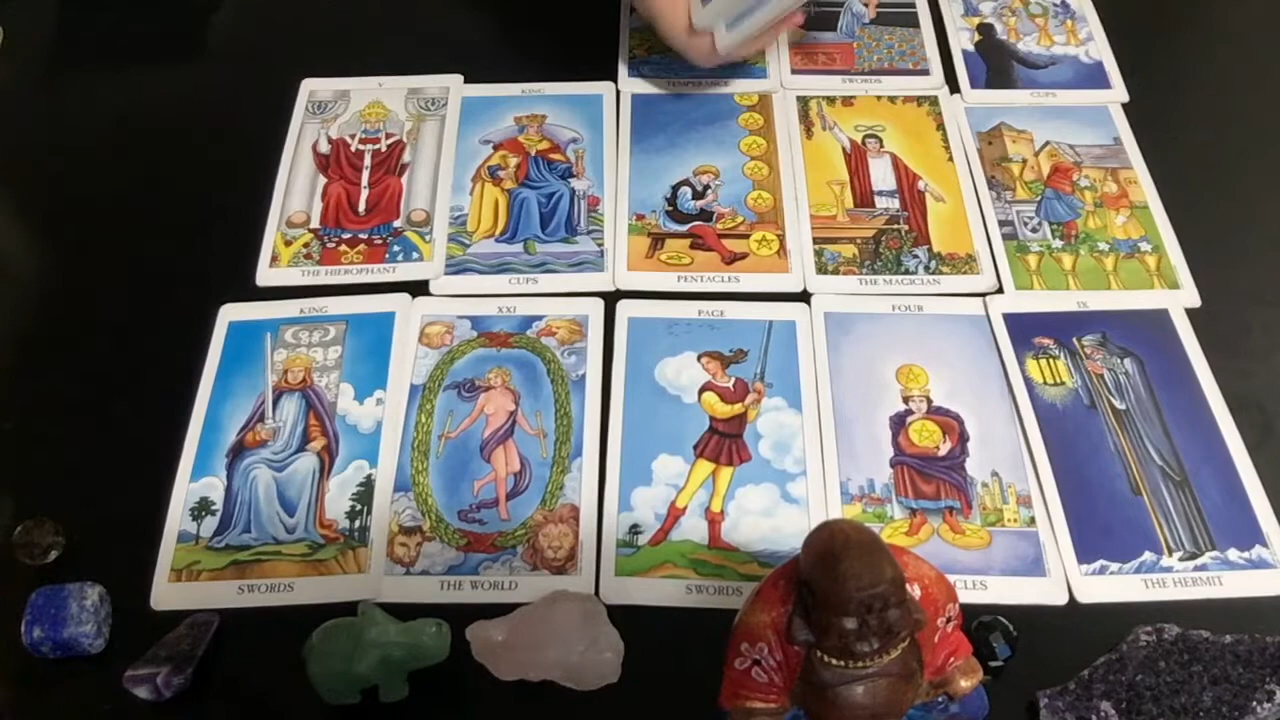 TEMPERANCE
SWORDS
CUPS
V
THE HIEROPHANT
KING
CUPS
PENTACLES
I
THE MAGICIAN
KING
SWORDS
XXI
THE WORLD
PAGE
SWORDS
FOUR
CLES
IX
THE HERMIT